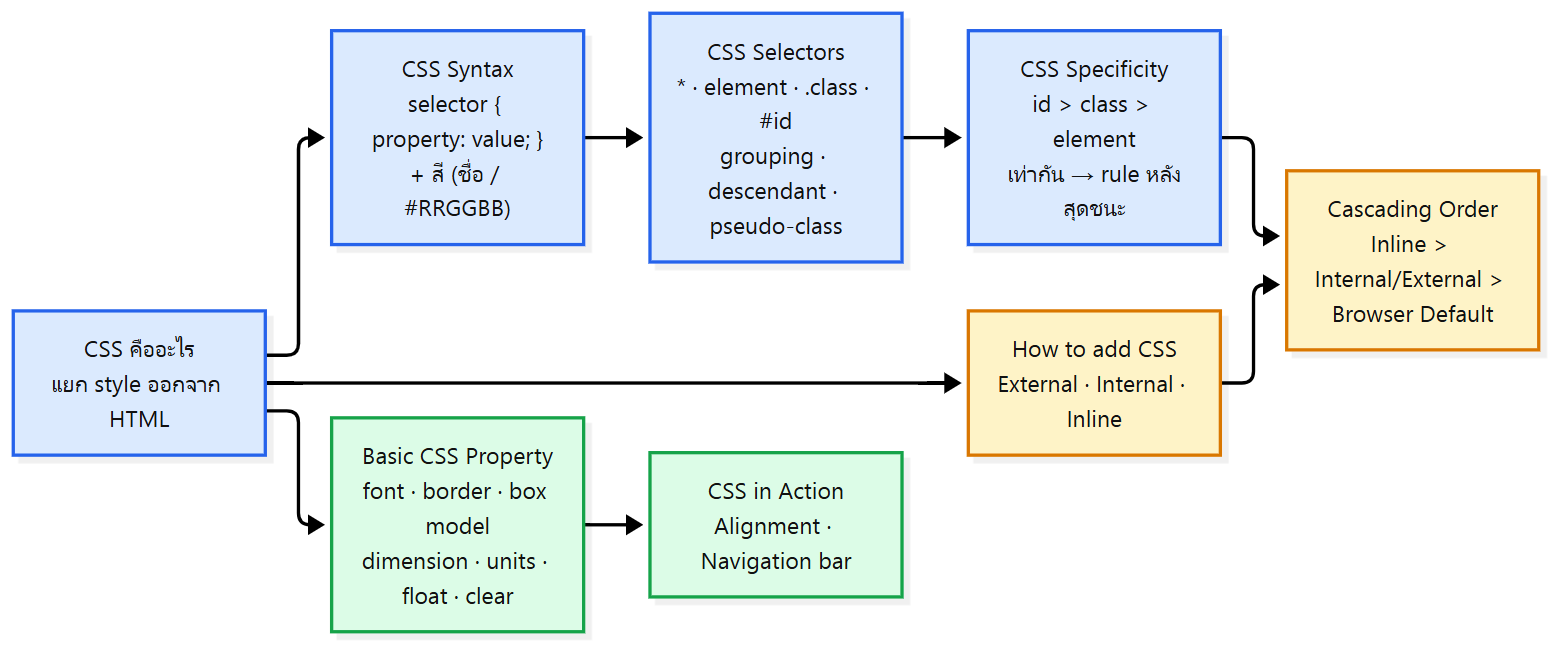 CSS Syntax
selector {
property: value; }
+ สี (ชื่อ /
#RRGGBB)
CSS Selectors
* · element · .class ·
#id
grouping ·
descendant ·
pseudo-class
CSS Specificity
id > class >
element
เท่ากัน → rule หลัง
สุดชนะ
Cascading Order
Inline >
Internal/External >
Browser Default
CSS คืออะไร
แยก style ออกจาก
HTML
How to add CSS
External · Internal ·
Inline
Basic CSS Property
font · border · box
model
dimension · units ·
float · clear
CSS in Action
Alignment ·
Navigation bar